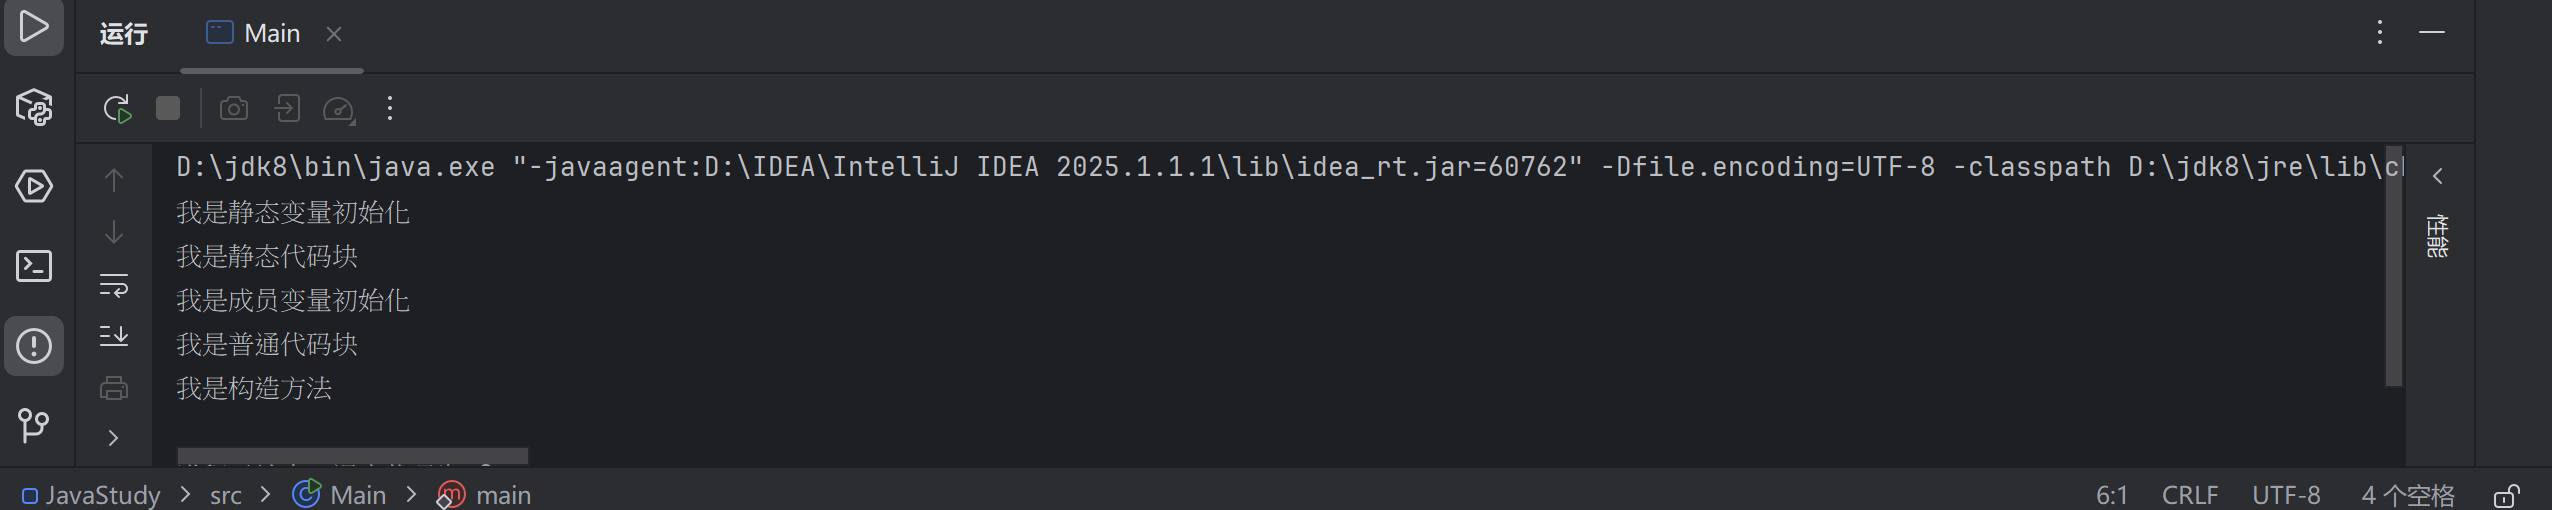 运行 Main
D:\jdk8\bin\java.exe "-javaagent:D:\IDEA\IntelliJ IDEA 2025.1.1.1\lib\idea_rt.jar=60762" -Dfile.encoding=UTF-8 -classpath D:\jdk8\jre\lib\
我是静态变量初始化
我是静态代码块
我是成员变量初始化
我是普通代码块
我是构造方法
性能
JavaStudy > src > Main > main 6:1 CRLF UTF-8 4 个空格